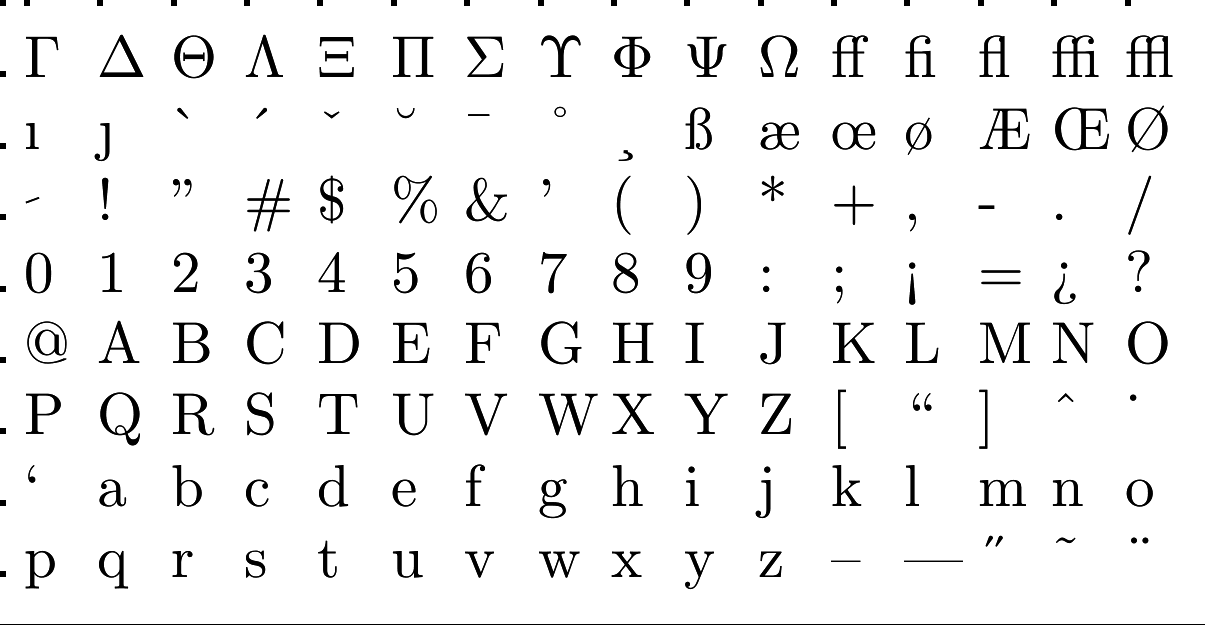 Γ Δ Θ Λ Ξ Π Σ ϒ Φ Ψ Ω ff fi fl ffi ffl
ı ȷ ` ´ ˇ ˘ ¯ ˚ ¸ ß æ œ ø Æ Œ Ø
̷ ! ” # $ % & ’ ( ) * + , - . /
0 1 2 3 4 5 6 7 8 9 : ; ¡ = ¿ ?
@ A B C D E F G H I J K L M N O
P Q R S T U V W X Y Z [ “ ] ˆ ˙
‘ a b c d e f g h i j k l m n o
p q r s t u v w x y z – — ˝ ˜ ¨